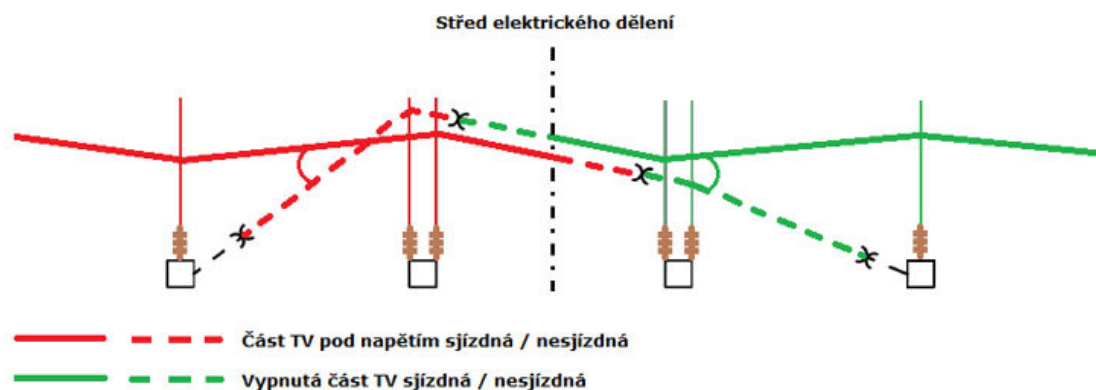 Střed elektrického dělení
Část TV pod napětím sjízdná / nesjízdná
Vypnutá část TV sjízdná / nesjízdná